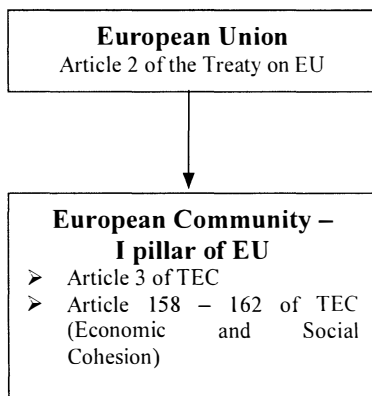 European Union
Article 2 of the Treaty on EU
European Community –
I pillar of EU
➢ Article 3 of TEC
➢ Article 158 – 162 of TEC
(Economic and Social
Cohesion)